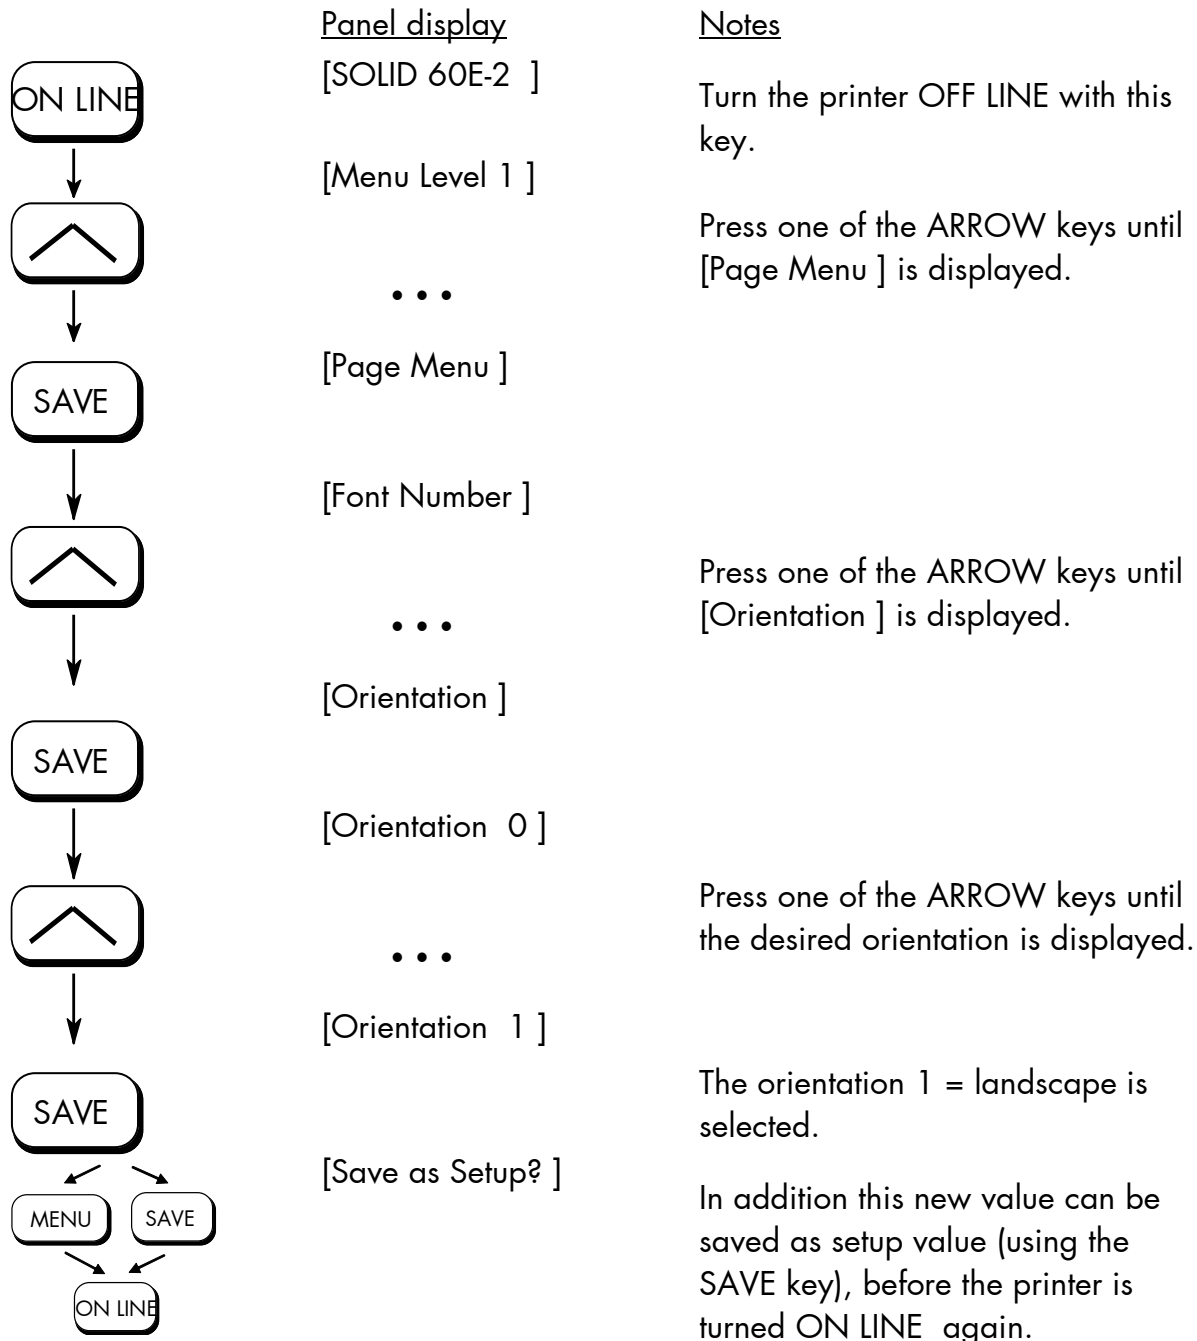 Panel display
Notes
ON LINE
[SOLID 60E-2  ]
Turn the printer OFF LINE with this
key.
[Menu Level 1 ]
Press one of the ARROW keys until
[Page Menu ] is displayed.
...
[Page Menu ]
SAVE
[Font Number ]
Press one of the ARROW keys until
[Orientation ] is displayed.
...
[Orientation ]
SAVE
[Orientation  0 ]
Press one of the ARROW keys until
the desired orientation is displayed.
...
[Orientation  1 ]
SAVE
The orientation 1 = landscape is
selected.
[Save as Setup? ]
MENU
SAVE
In addition this new value can be
saved as setup value (using the
SAVE key), before the printer is
turned ON LINE  again.
ON LINE